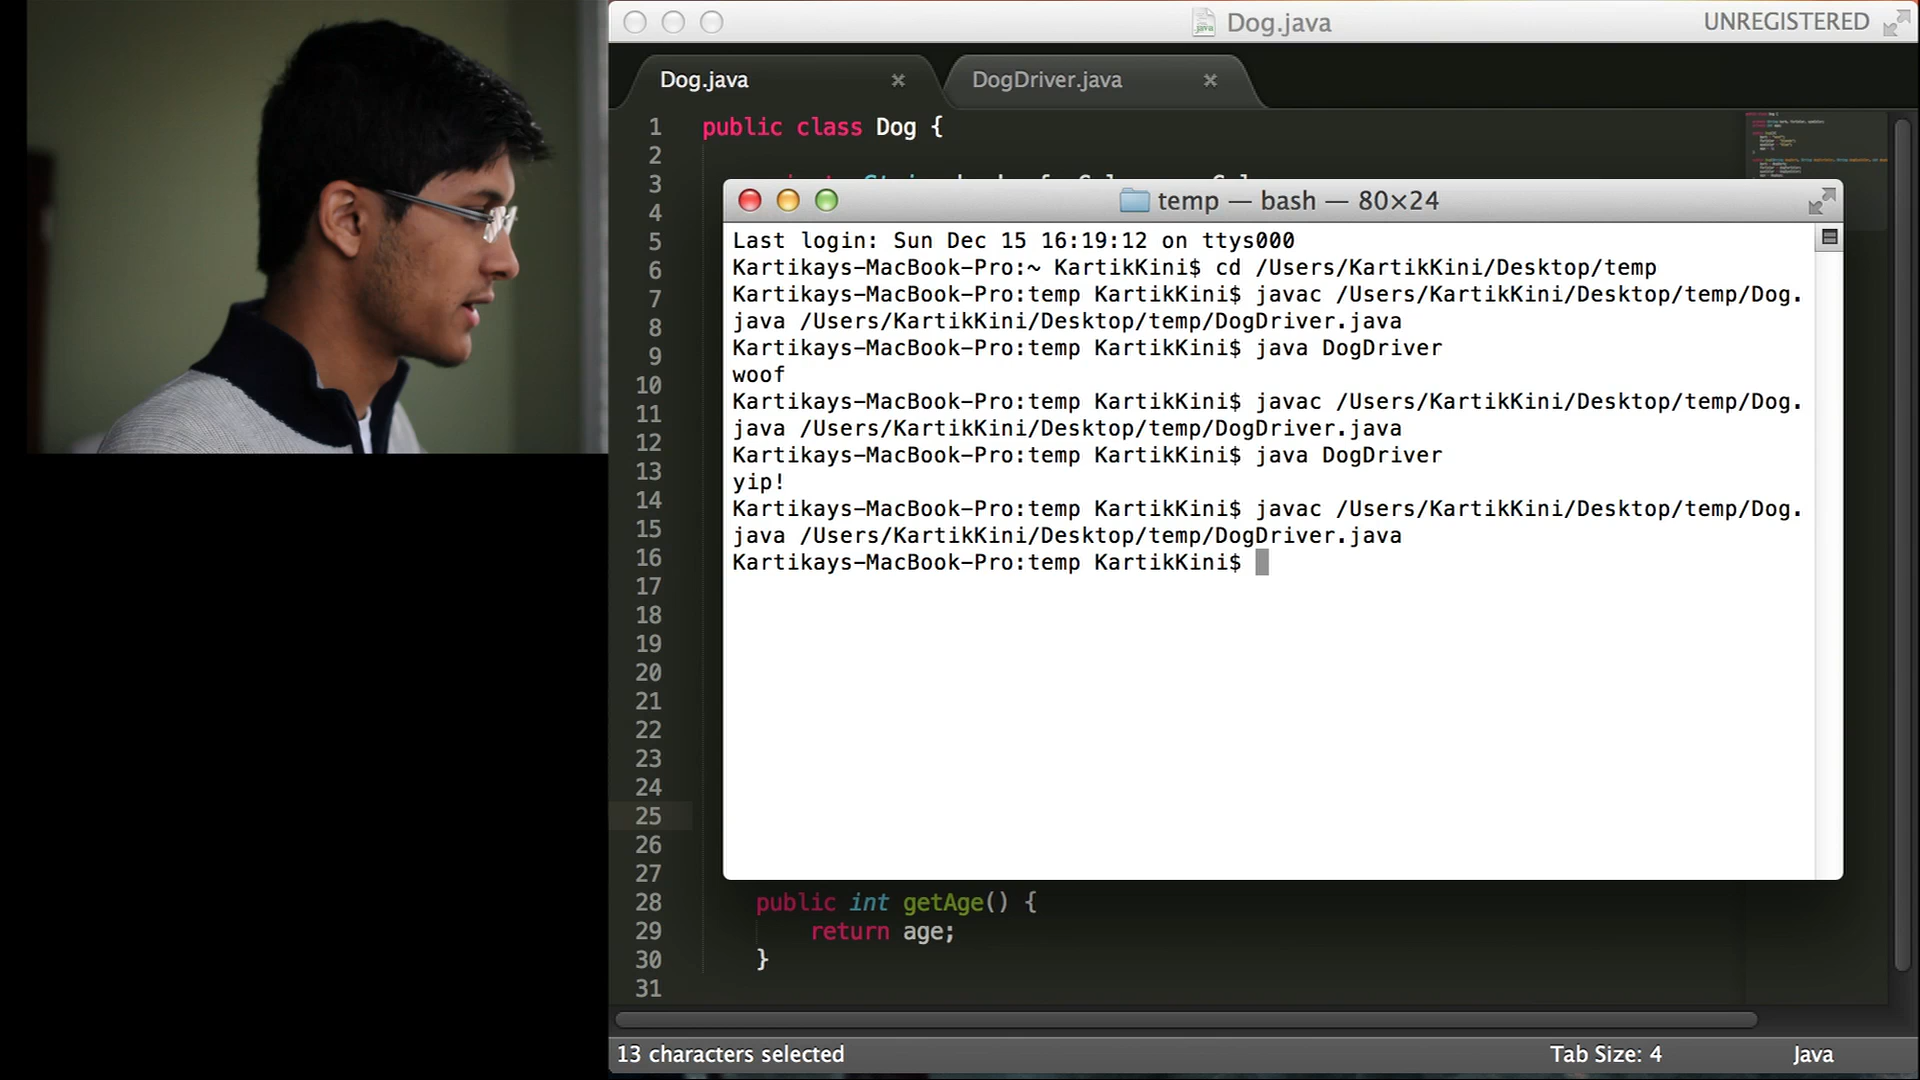 Dog.java
UNREGISTERED
Dog.java
DogDriver.java
1 public class Dog {
2
3
temp — bash — 80×24
4
5
6
7
8
9
10
11
12
13
14
15
16
17
18
19
20
21
22
23
24
25
26
27
Last login: Sun Dec 15 16:19:12 on ttys000
Kartikays-MacBook-Pro:~ KartikKini$ cd /Users/KartikKini/Desktop/temp
Kartikays-MacBook-Pro:temp KartikKini$ javac /Users/KartikKini/Desktop/temp/Dog.
java /Users/KartikKini/Desktop/temp/DogDriver.java
Kartikays-MacBook-Pro:temp KartikKini$ java DogDriver
woof
Kartikays-MacBook-Pro:temp KartikKini$ javac /Users/KartikKini/Desktop/temp/Dog.
java /Users/KartikKini/Desktop/temp/DogDriver.java
Kartikays-MacBook-Pro:temp KartikKini$ java DogDriver
yip!
Kartikays-MacBook-Pro:temp KartikKini$ javac /Users/KartikKini/Desktop/temp/Dog.
java /Users/KartikKini/Desktop/temp/DogDriver.java
Kartikays-MacBook-Pro:temp KartikKini$
28 public int getAge() {
29 return age;
30 }
31
13 characters selected
Tab Size: 4
Java